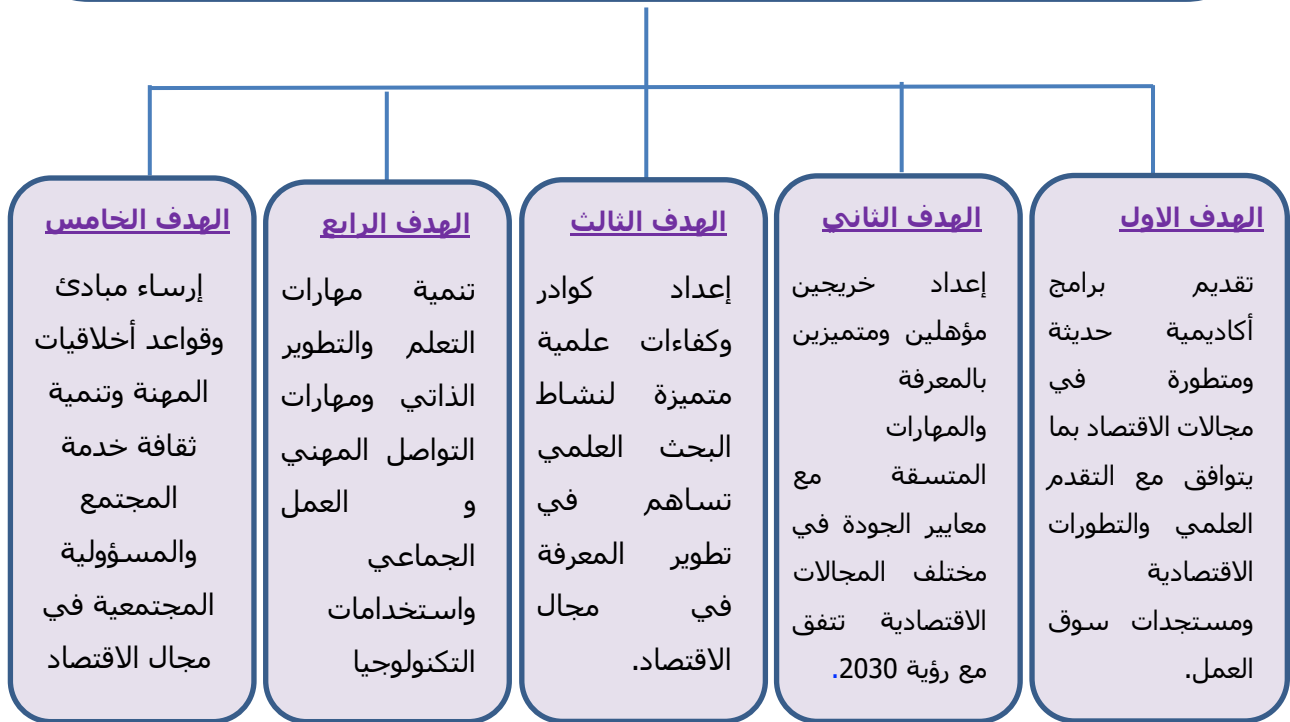 الهدف الاول
تقديم برامج
أكاديمية حديثة
ومتطورة في
مجالات الاقتصاد بما
يتوافق مع التقدم
العلمي والتطورات
الاقتصادية
ومستجدات سوق
العمل.
الهدف الثاني
إعداد خريجين
مؤهلين ومتميزين
بالمعرفة
والمهارات
المتسقة مع
معايير الجودة في
مختلف المجالات
الاقتصادية تتفق
مع رؤية 2030.
الهدف الثالث
إعداد كوادر
وكفاءات علمية
متميزة لنشاط
البحث العلمي
تساهم في
تطوير المعرفة
في مجال
الاقتصاد.
الهدف الرابع
تنمية مهارات
التعلم والتطوير
الذاتي ومهارات
التواصل المهني
و العمل
الجماعي
واستخدامات
التكنولوجيا
الهدف الخامس
إرساء مبادئ
وقواعد أخلاقيات
المهنة وتنمية
ثقافة خدمة
المجتمع
والمسؤولية
المجتمعية في
مجال الاقتصاد